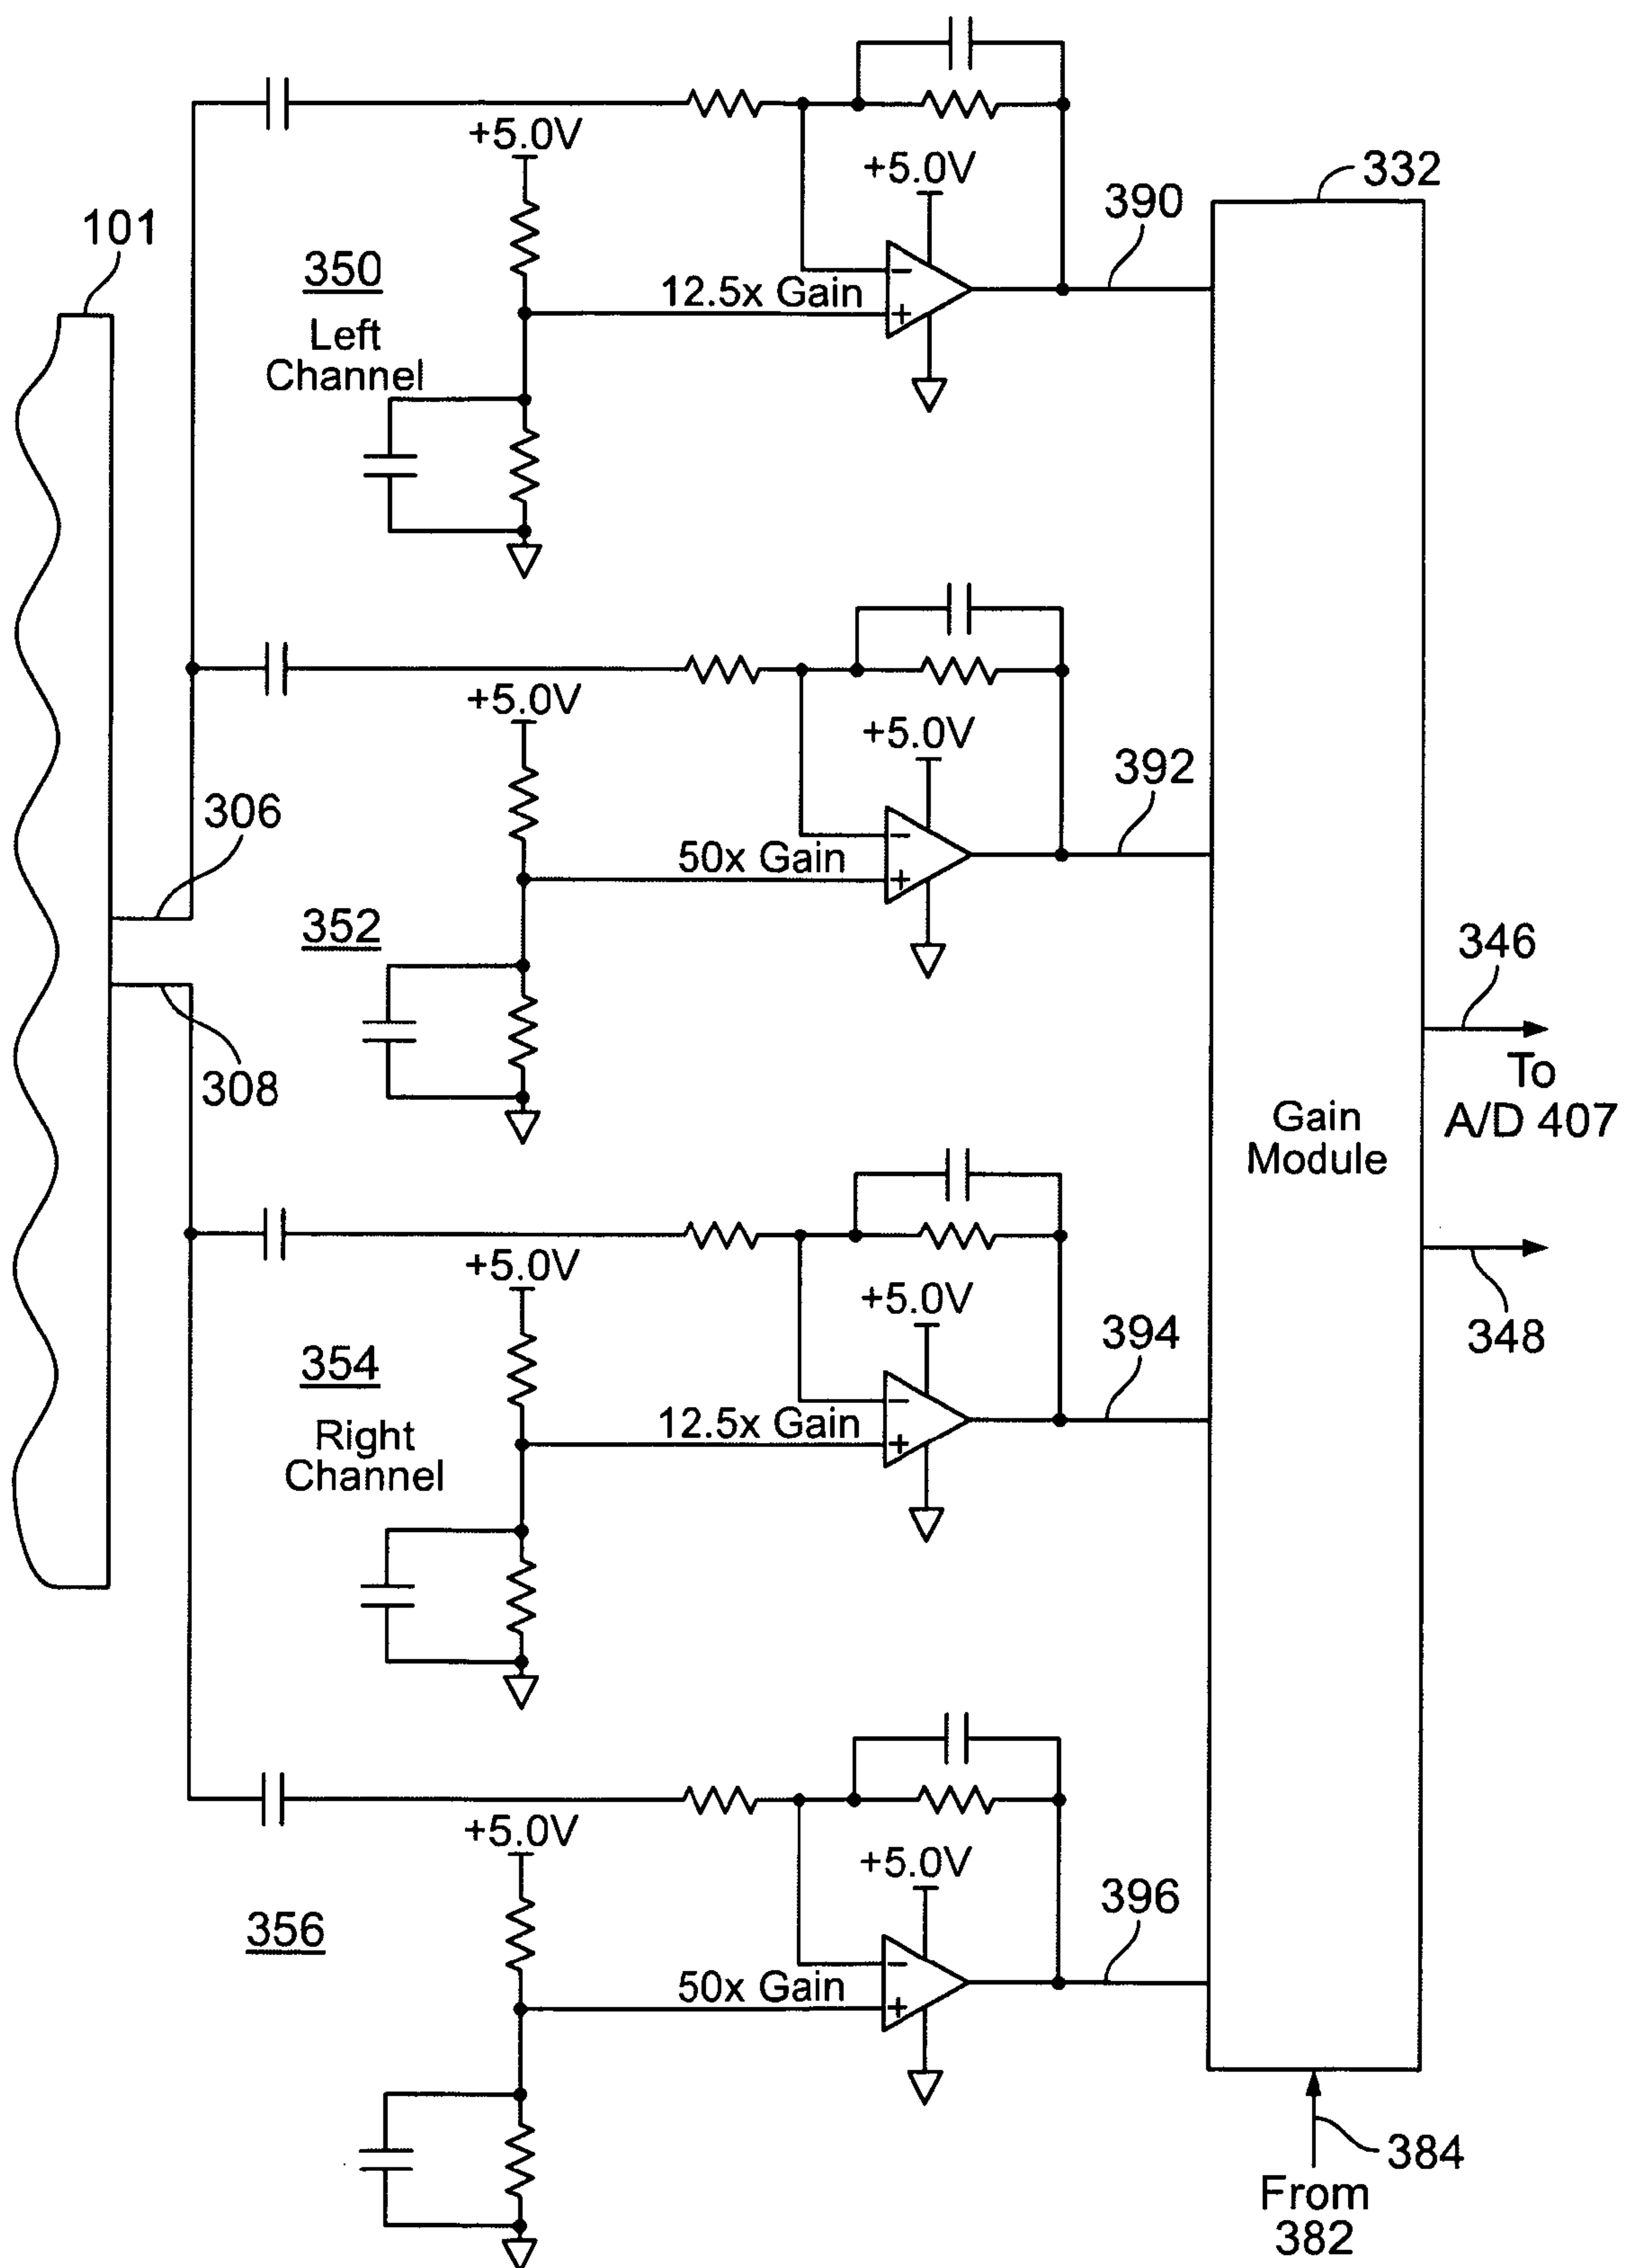 +5.0V
+5.0V
332
390
101
350
12.5x Gain
−
+
Left
Channel
+5.0V
+5.0V
392
306
50x Gain
−
+
352
346
308
To
A/D 407
Gain
Module
+5.0V
+5.0V
394
348
354
12.5x Gain
−
+
Right
Channel
+5.0V
+5.0V
396
356
50x Gain
−
+
384
From
382